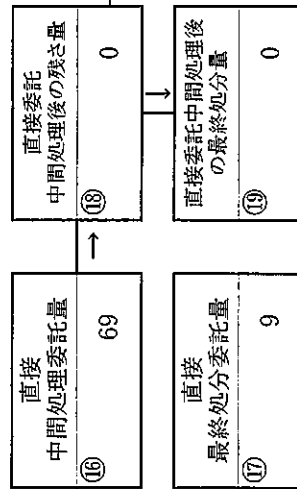 直接
中間処理委託量
⑯
69
直接委託
中間処理後の残さ量
⑱
0
直接
最終処分委託量
⑰
9
直接委託中間処理後
の最終処分量
⑲
0